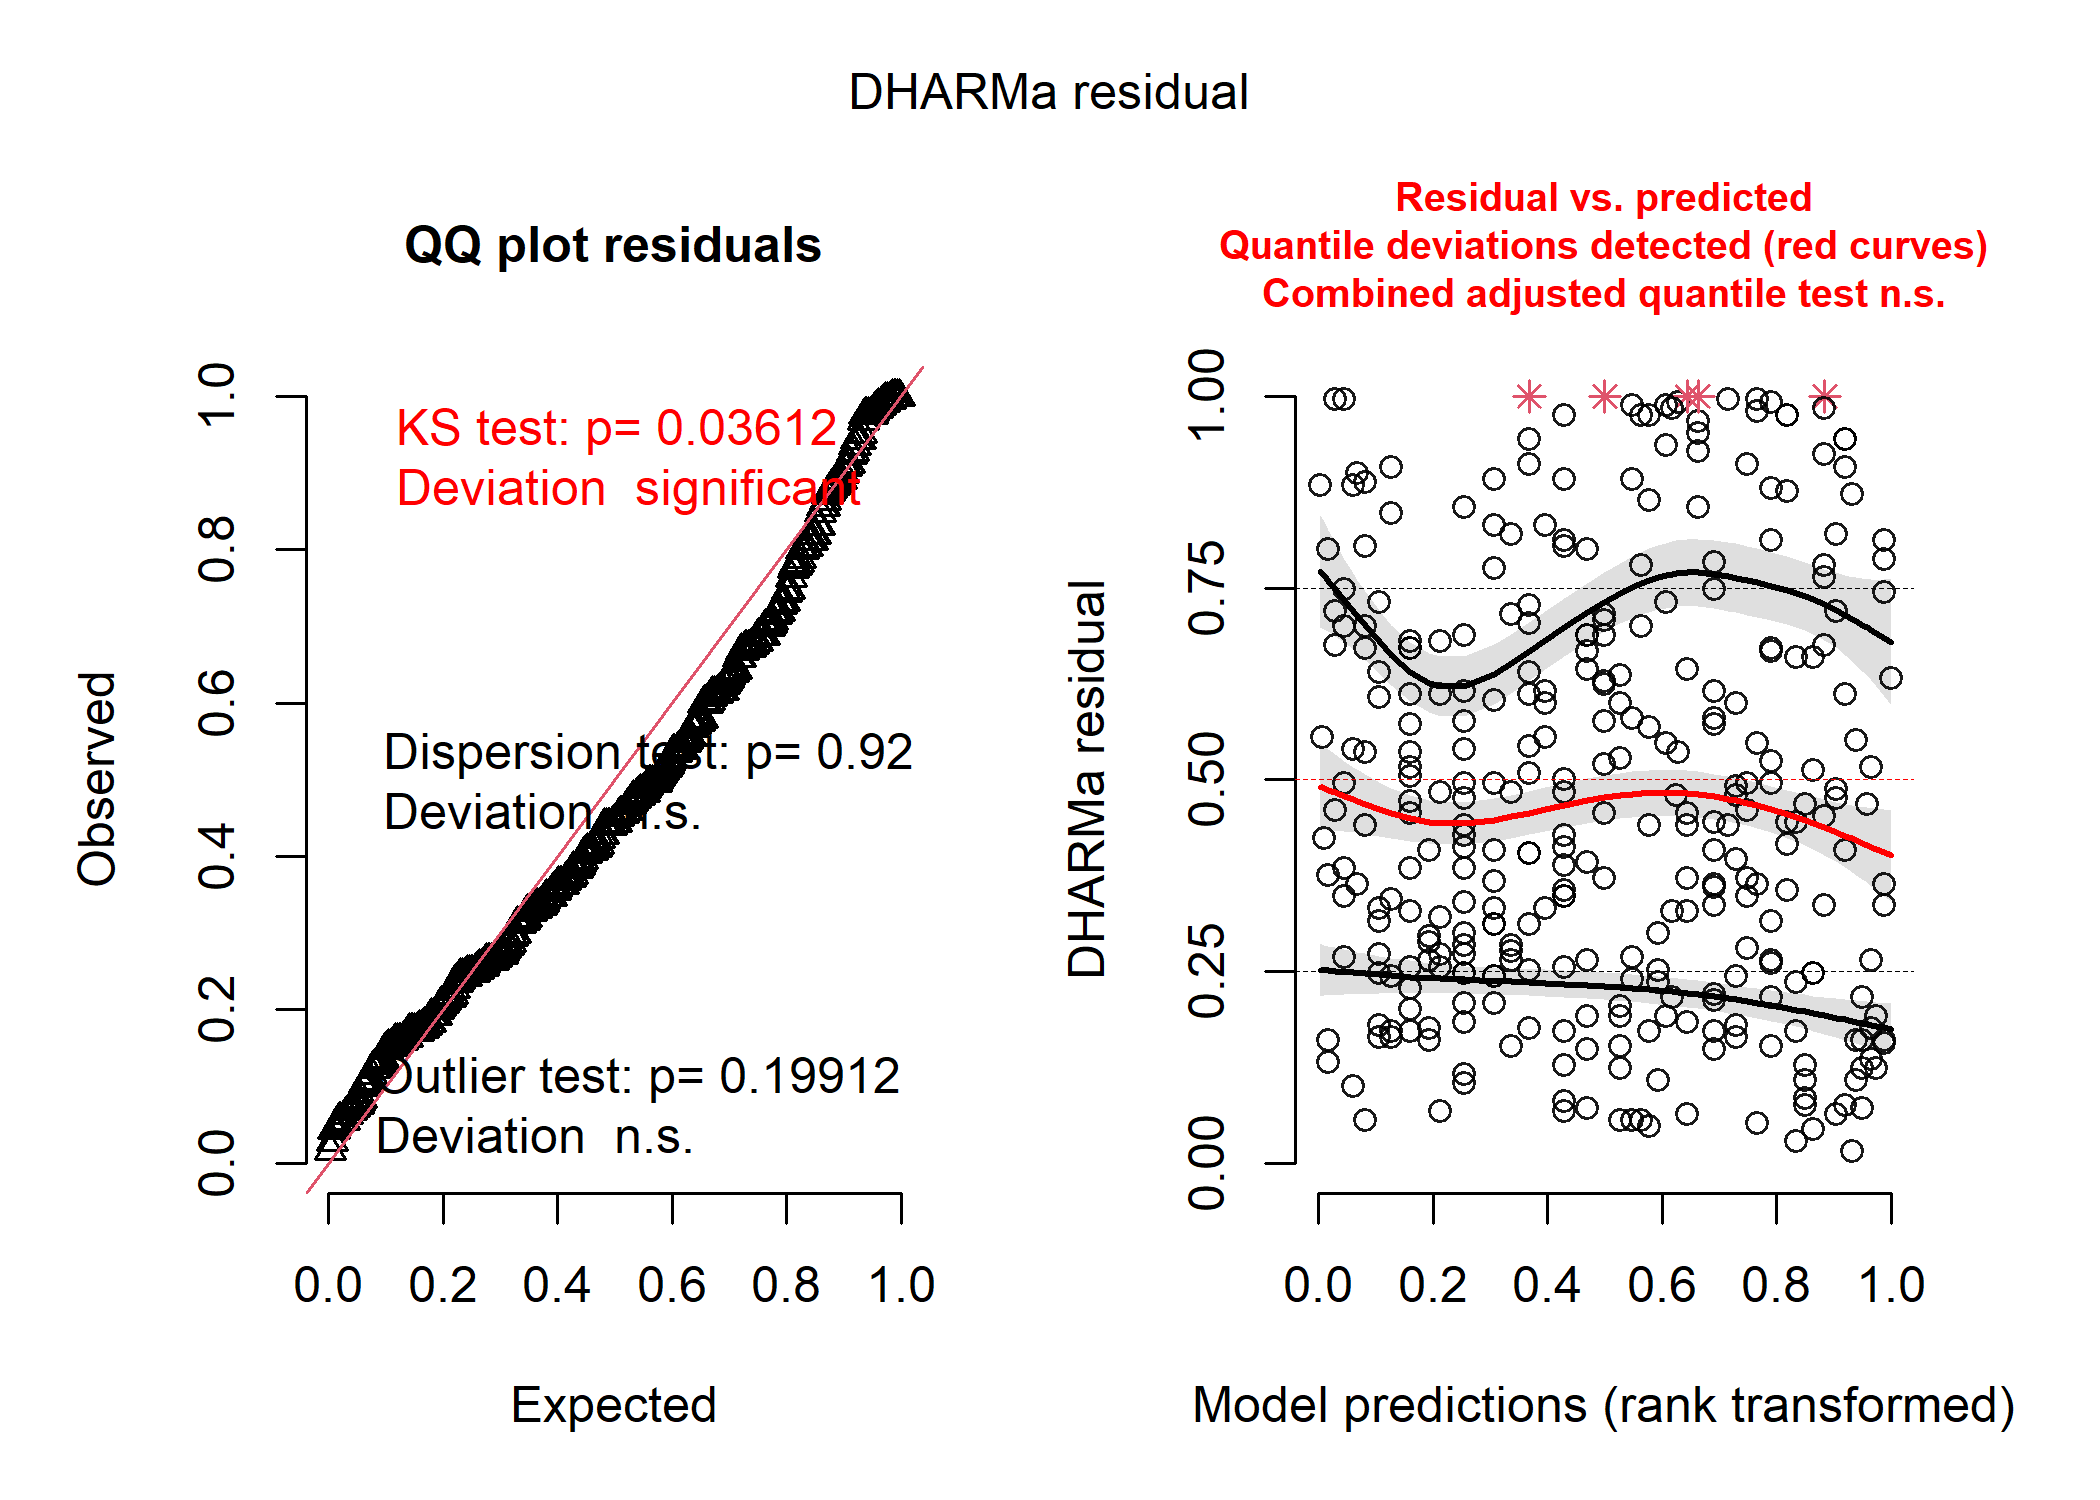 DHARMa residual
QQ plot residuals
KS test: p= 0.03612
Deviation  significant
Dispersion test: p= 0.92
Deviation  n.s.
Outlier test: p= 0.19912
Deviation  n.s.
Observed
0.0 0.2 0.4 0.6 0.8 1.0
0.0 0.2 0.4 0.6 0.8 1.0
Expected
Residual vs. predicted
Quantile deviations detected (red curves)
Combined adjusted quantile test n.s.
DHARMa residual
0.00 0.25 0.50 0.75 1.00
0.0 0.2 0.4 0.6 0.8 1.0
Model predictions (rank transformed)